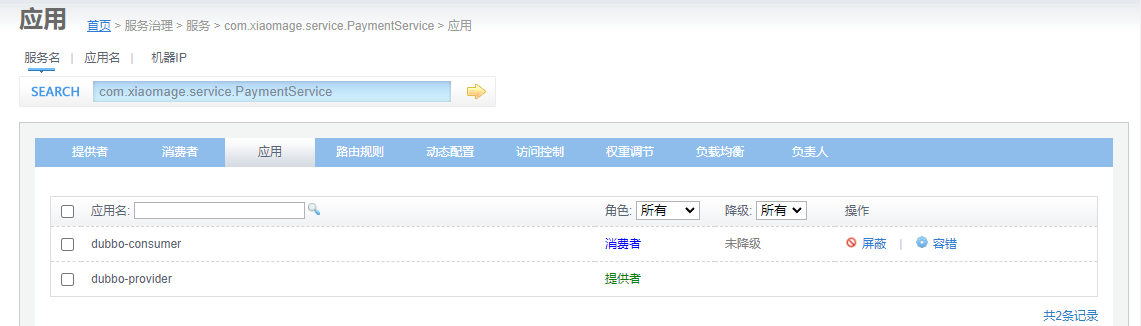 应用 首页 > 服务治理 > 服务 > com.xiaomage.service.PaymentService > 应用
服务名 | 应用名 | 机器IP
SEARCH com.xiaomage.service.PaymentService
提供者 消费者 应用 路由规则 动态配置 访问控制 权重调节 负载均衡 负责人
应用名: 角色: 所有 降级: 所有 操作
dubbo-consumer 消费者 未降级 屏蔽 | 容错
dubbo-provider 提供者
共2条记录